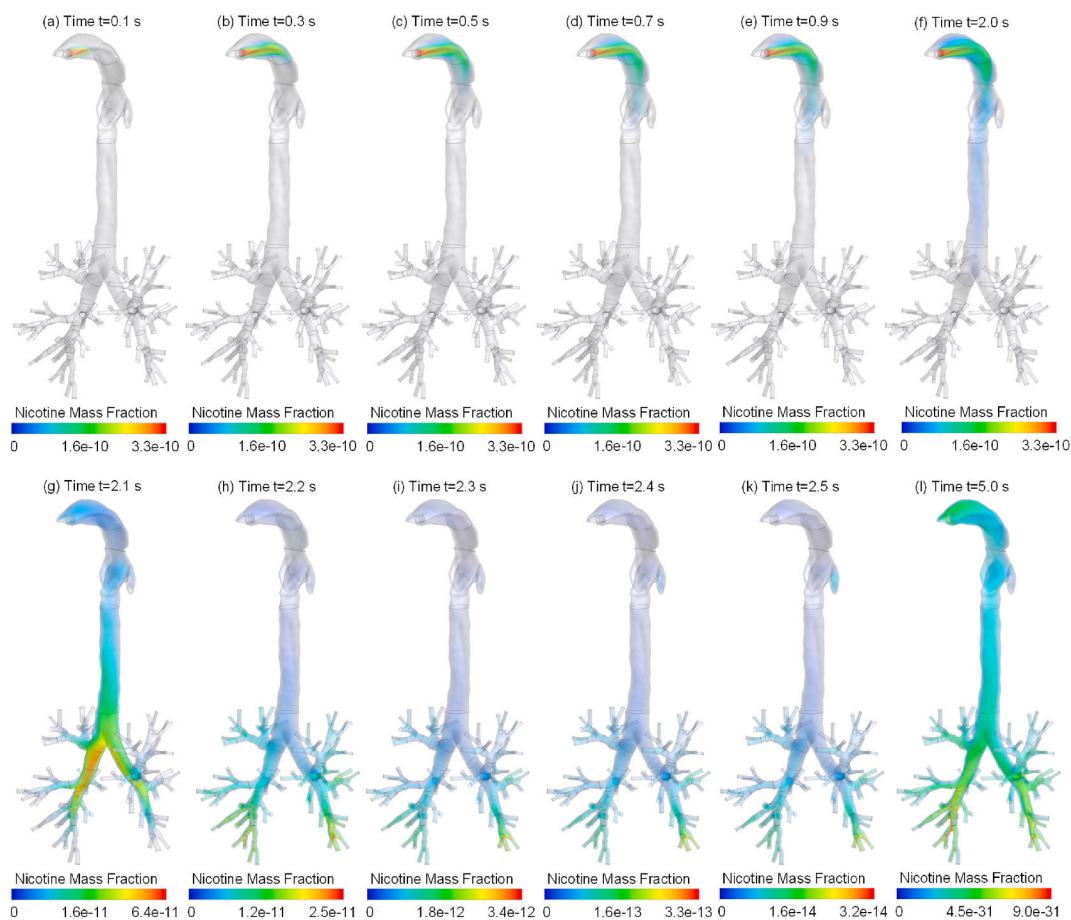 (a) Time t=0.1 s (b) Time t=0.3 s (c) Time t=0.5 s (d) Time t=0.7 s (e) Time t=0.9 s (f) Time t=2.0 s
Nicotine Mass Fraction Nicotine Mass Fraction Nicotine Mass Fraction Nicotine Mass Fraction Nicotine Mass Fraction Nicotine Mass Fraction
0 1.6e-10 3.3e-10 0 1.6e-10 3.3e-10 0 1.6e-10 3.3e-10 0 1.6e-10 3.3e-10 0 1.6e-10 3.3e-10 0 1.6e-10 3.3e-10
(g) Time t=2.1 s (h) Time t=2.2 s (i) Time t=2.3 s (j) Time t=2.4 s (k) Time t=2.5 s (l) Time t=5.0 s
Nicotine Mass Fraction Nicotine Mass Fraction Nicotine Mass Fraction Nicotine Mass Fraction Nicotine Mass Fraction Nicotine Mass Fraction
0 1.6e-11 6.4e-11 0 1.2e-11 2.5e-11 0 1.8e-12 3.4e-12 0 1.6e-13 3.3e-13 0 1.6e-14 3.2e-14 0 4.5e-31 9.0e-31